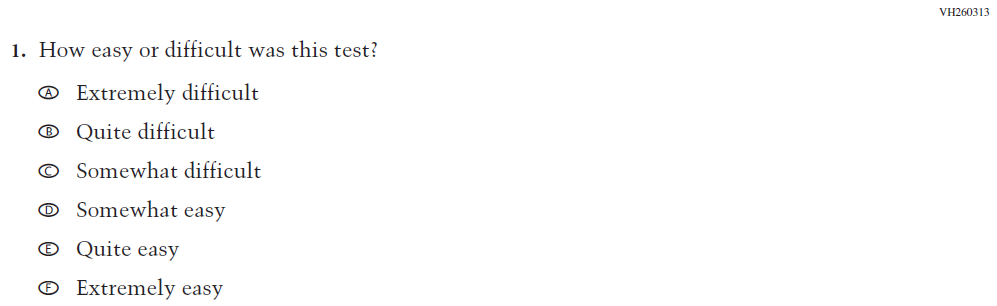 VH260313
1. How easy or difficult was this test?
A Extremely difficult
B Quite difficult
C Somewhat difficult
D Somewhat easy
E Quite easy
F Extremely easy